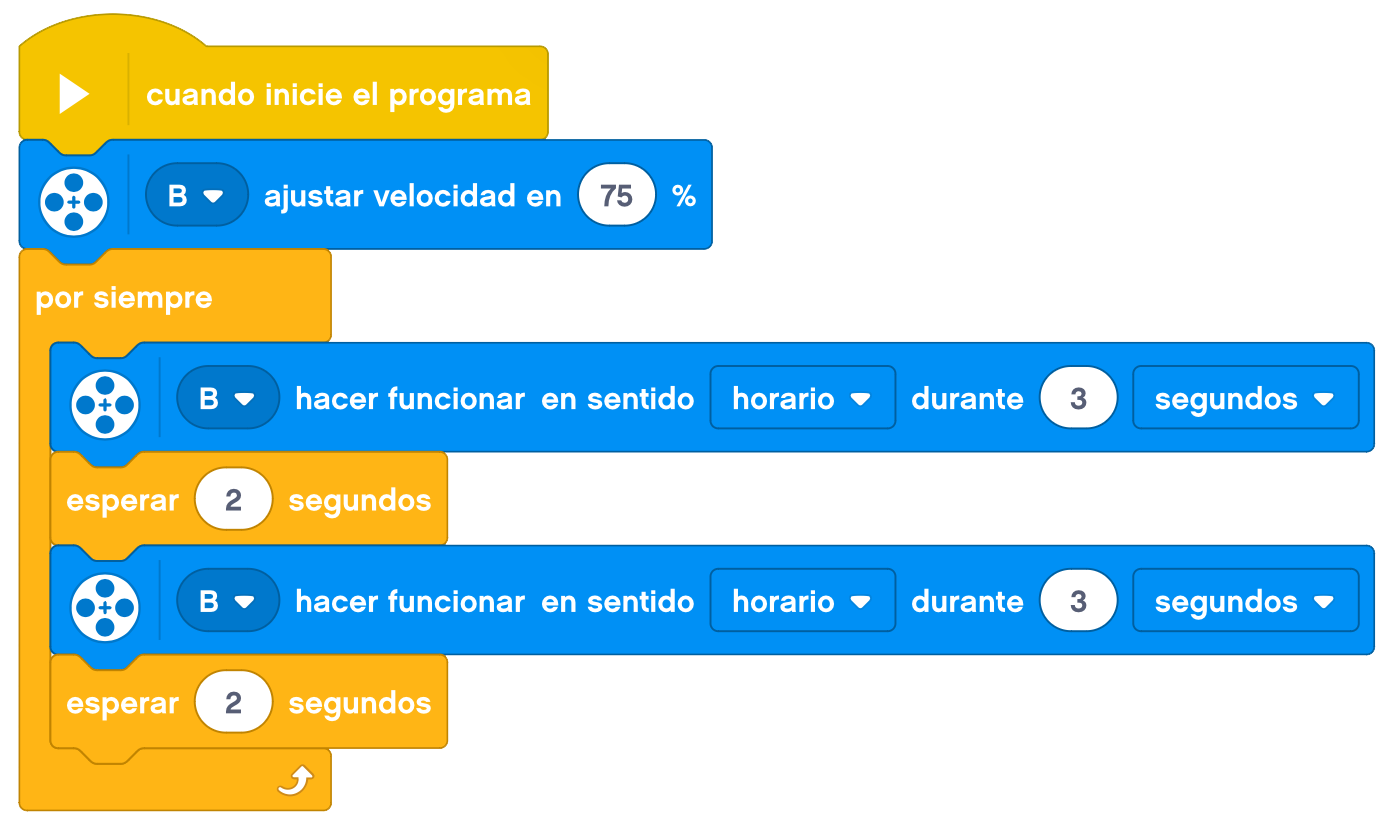 cuando inicie el programa
B ajustar velocidad en 75 %
por siempre
B hacer funcionar en sentido horario durante 3 segundos
esperar 2 segundos
B hacer funcionar en sentido horario durante 3 segundos
esperar 2 segundos